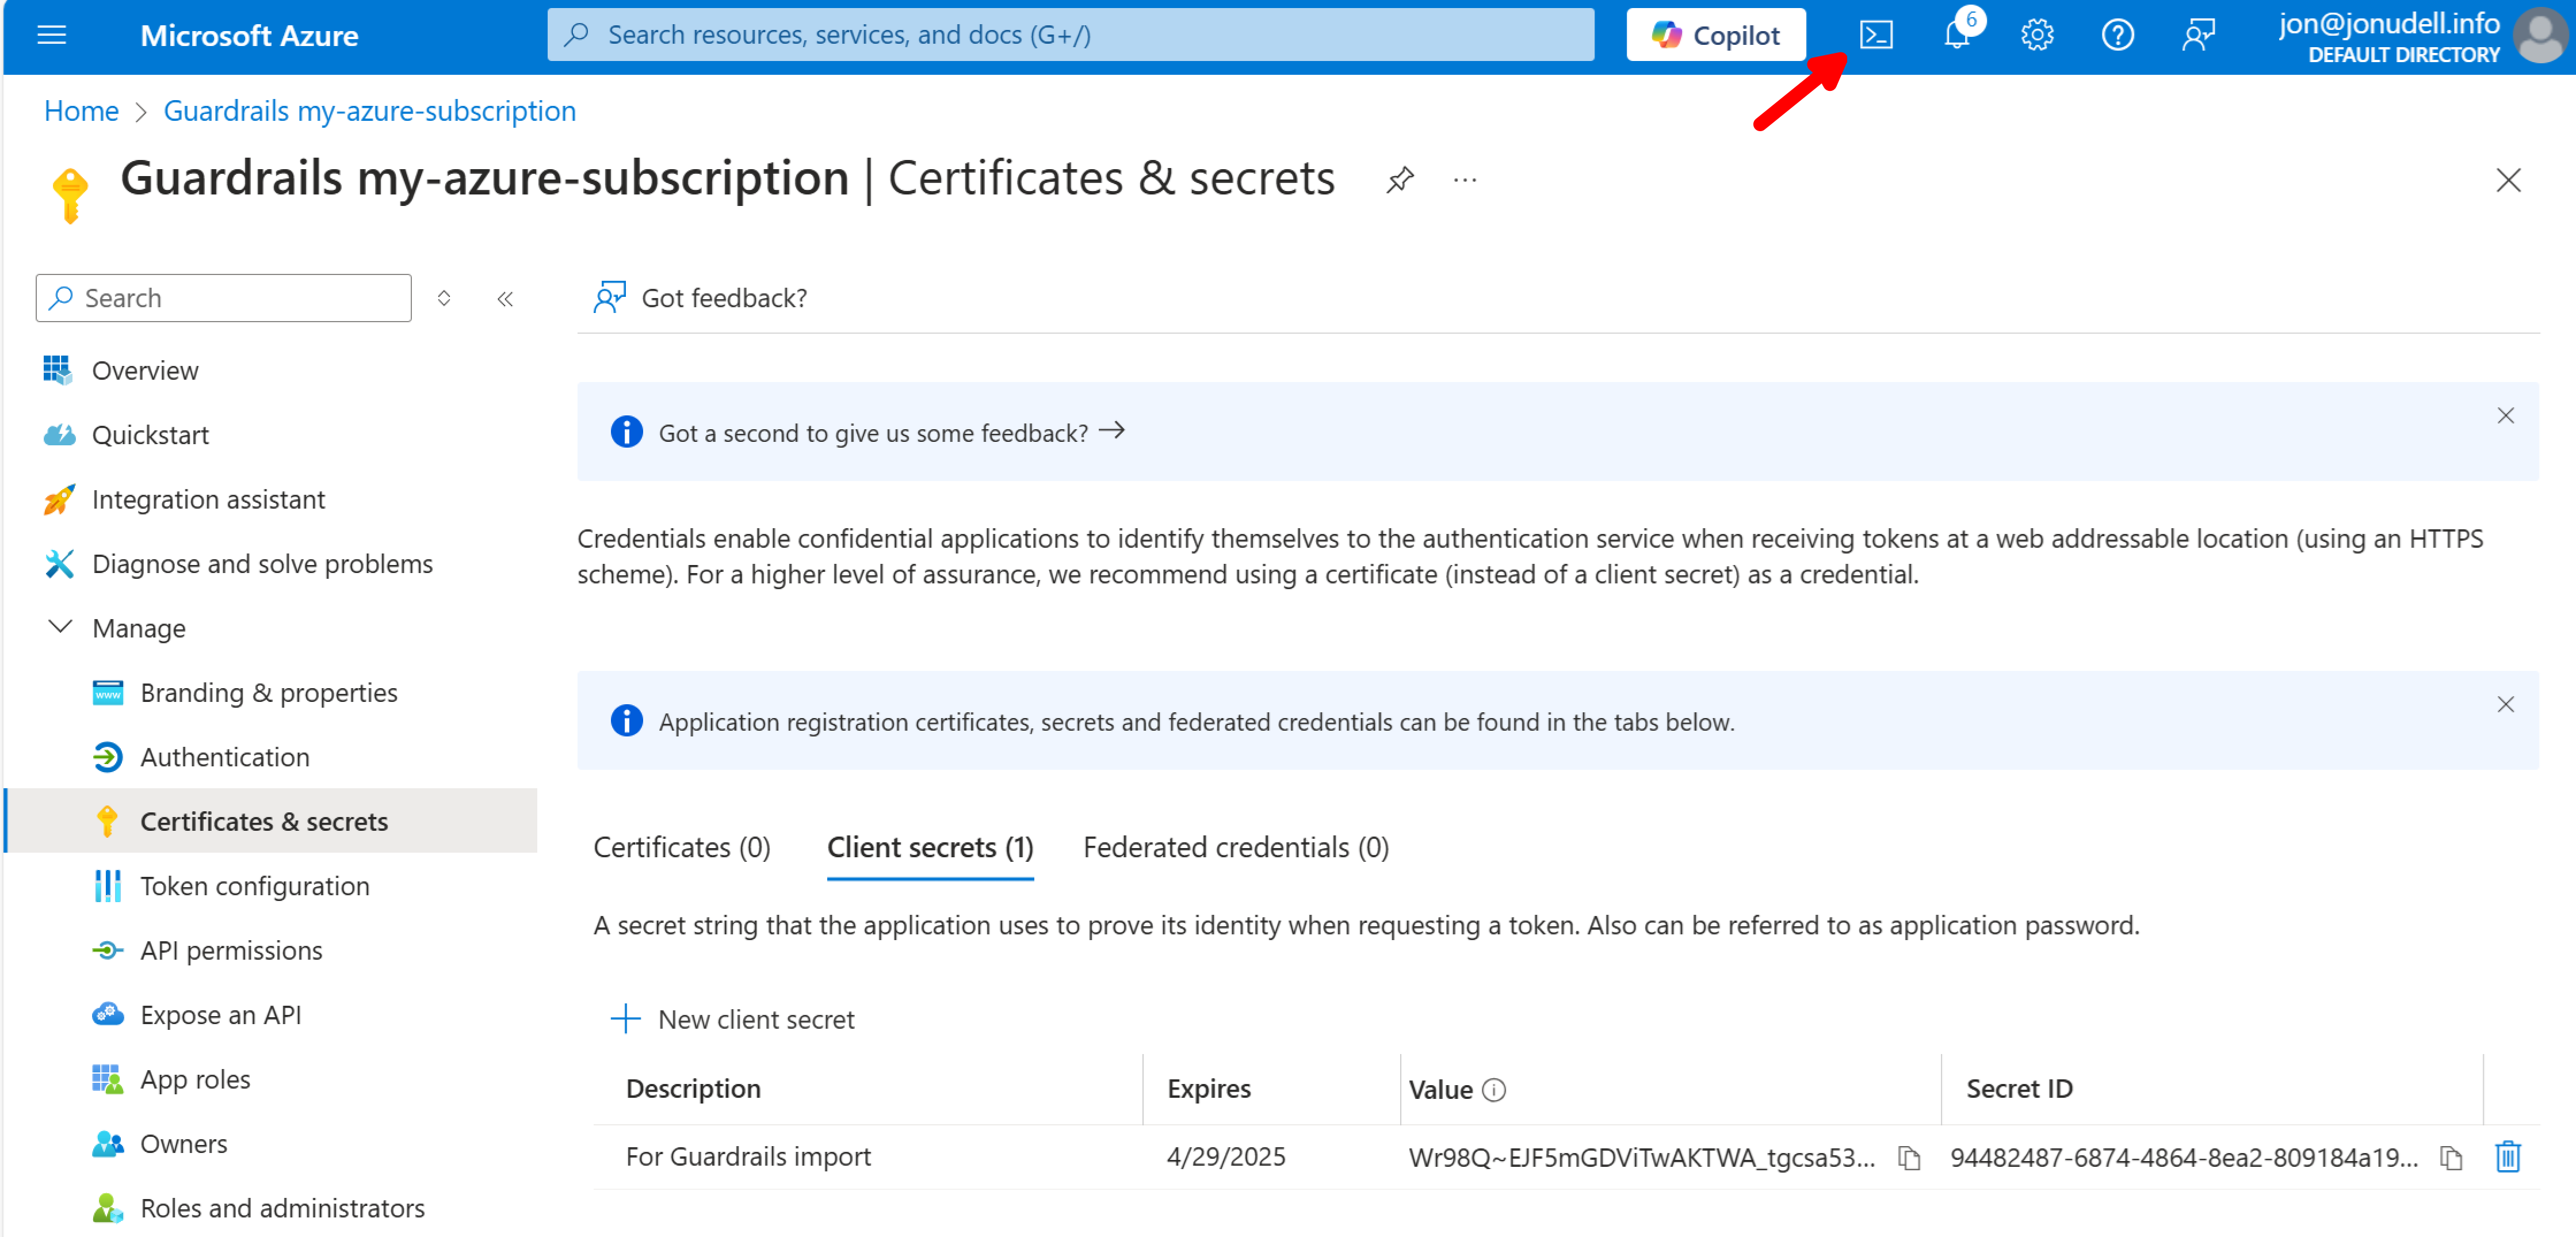 Microsoft Azure
Search resources, services, and docs (G+/)
Copilot
6
jon@jonudell.info
DEFAULT DIRECTORY
Home > Guardrails my-azure-subscription
Guardrails my-azure-subscription | Certificates & secrets
Search
Got feedback?
Overview
Quickstart
Integration assistant
Diagnose and solve problems
Manage
Branding & properties
Authentication
Certificates & secrets
Token configuration
API permissions
Expose an API
App roles
Owners
Roles and administrators
Got a second to give us some feedback?
Credentials enable confidential applications to identify themselves to the authentication service when receiving tokens at a web addressable location (using an HTTPS
scheme). For a higher level of assurance, we recommend using a certificate (instead of a client secret) as a credential.
Application registration certificates, secrets and federated credentials can be found in the tabs below.
Certificates (0) Client secrets (1) Federated credentials (0)
A secret string that the application uses to prove its identity when requesting a token. Also can be referred to as application password.
New client secret
Description Expires Value Secret ID
For Guardrails import 4/29/2025 Wr98Q~EJF5mGDViTwAKTWA_tgcsa53... 94482487-6874-4864-8ea2-809184a19...